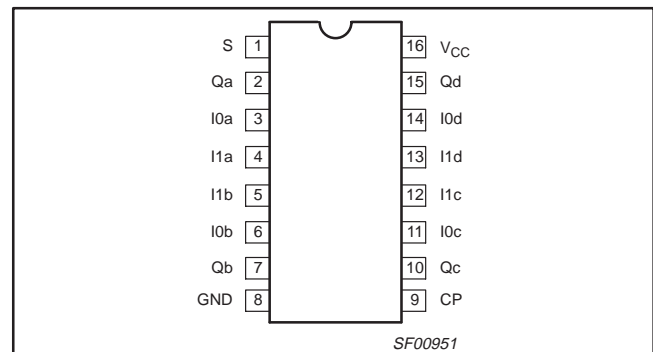 S 1 16 VCC
Qa 2 15 Qd
I0a 3 14 I0d
I1a 4 13 I1d
I1b 5 12 I1c
I0b 6 11 I0c
Qb 7 10 Qc
GND 8 9 CP
SF00951